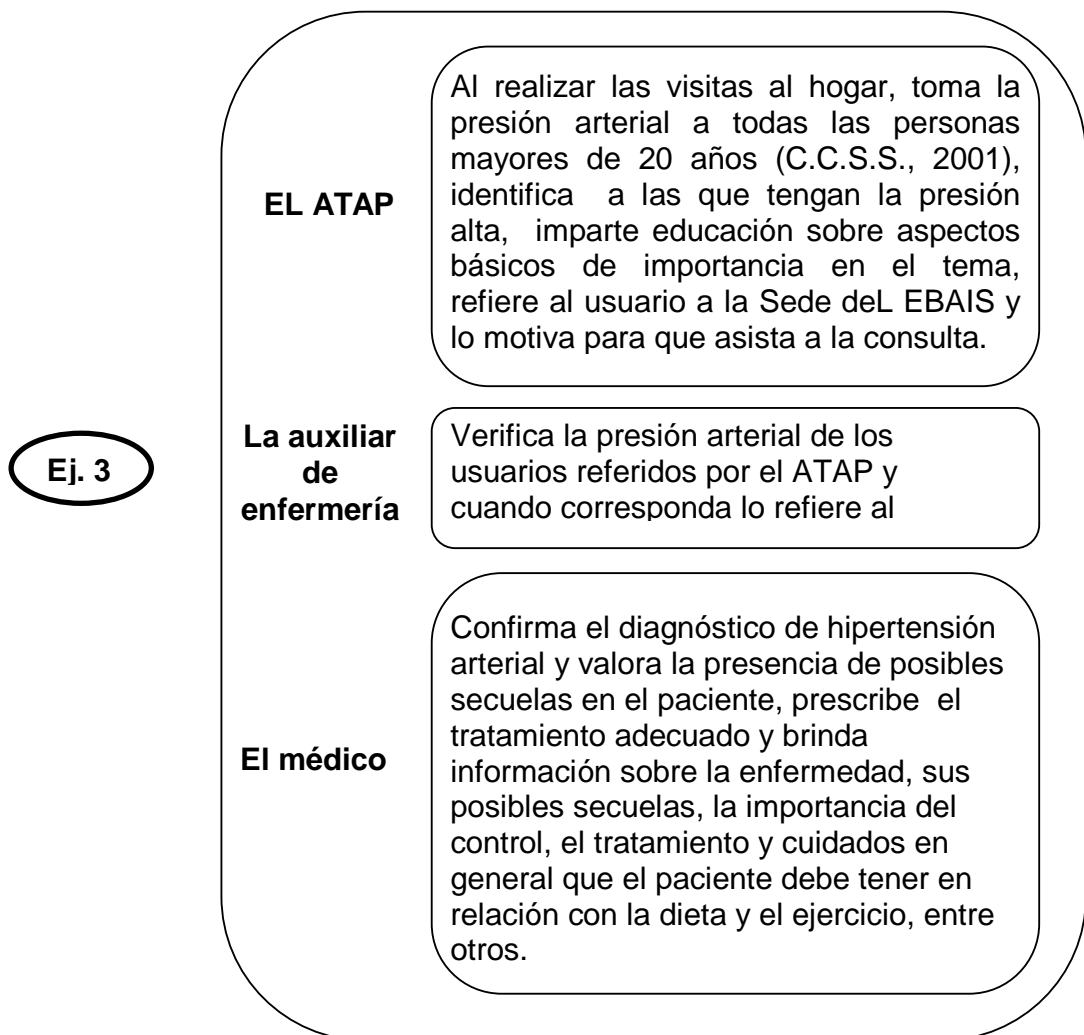 Al realizar las visitas al hogar, toma la
presión arterial a todas las personas
mayores de 20 años (C.C.S.S., 2001),
EL ATAP
identifica a las que tengan la presión
alta, imparte educación sobre aspectos
básicos de importancia en el tema,
refiere al usuario a la Sede deL EBAIS y
lo motiva para que asista a la consulta.
Ej. 3
La auxiliar
de
enfermería
Verifica la presión arterial de los
usuarios referidos por el ATAP y
cuando corresponda lo refiere al
El médico
Confirma el diagnóstico de hipertensión
arterial y valora la presencia de posibles
secuelas en el paciente, prescribe el
tratamiento adecuado y brinda
información sobre la enfermedad, sus
posibles secuelas, la importancia del
control, el tratamiento y cuidados en
general que el paciente debe tener en
relación con la dieta y el ejercicio, entre
otros.